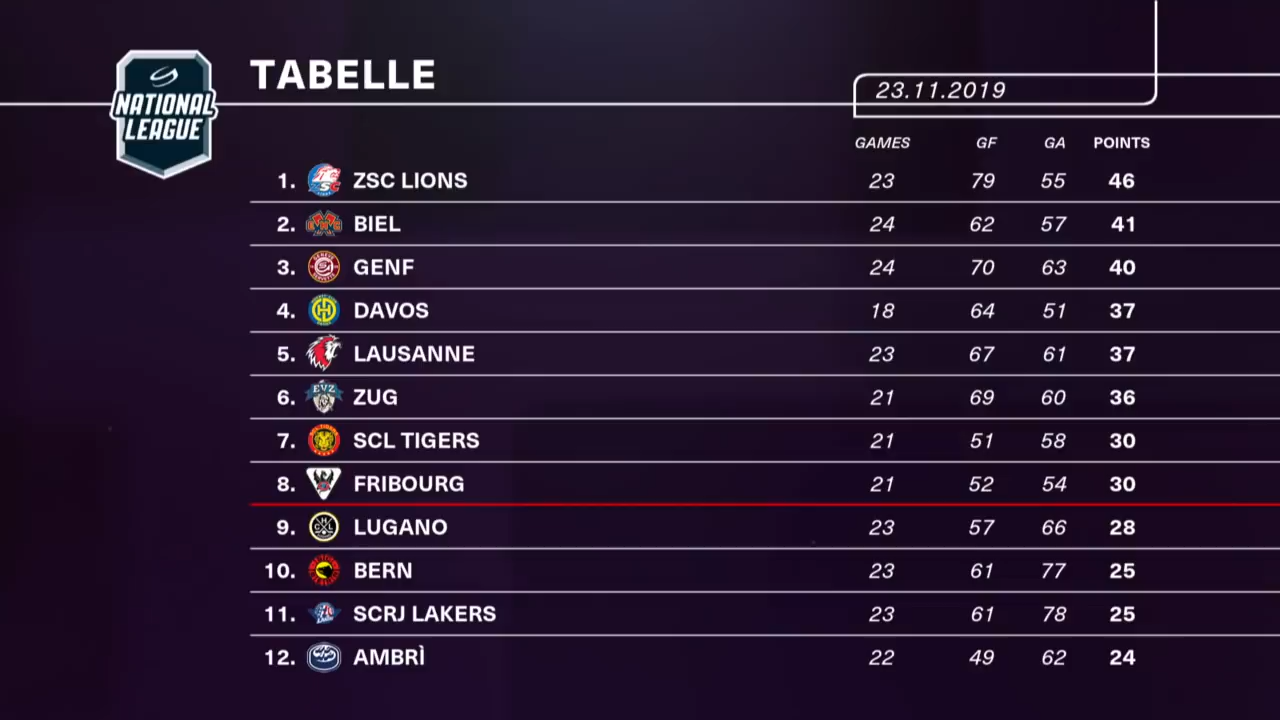 TABELLE
NATIONAL
LEAGUE
23.11.2019
GAMES GF GA POINTS
1. ZSC LIONS 23 79 55 46
2. BIEL 24 62 57 41
3. GENF 24 70 63 40
4. DAVOS 18 64 51 37
5. LAUSANNE 23 67 61 37
6. EVZ ZUG 21 69 60 36
7. SCL TIGERS 21 51 58 30
8. FRIBOURG 21 52 54 30
9. LUGANO 23 57 66 28
10. BERN 23 61 77 25
11. SCRJ LAKERS 23 61 78 25
12. AMBRÌ 22 49 62 24